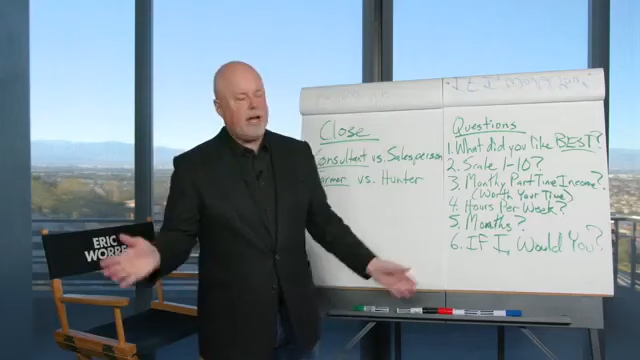 ERIC
WORRE
Close
Consultant vs. Salesperson
Farmer vs. Hunter
Questions
1. What did you like BEST?
2. Scale 1-10?
3. Monthly Part Time Income?
(Worth Your Time)
4. Hours Per Week?
5. Months?
6. IF I, Would You?